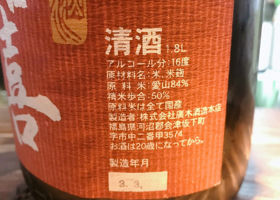 清酒 1.8L
アルコール分:16度
原材料名:米、米麹
原料米:愛山84%
精米歩合:50%
原料米は全て国産
製造者:株式会社廣木酒造本店
福島県河沼郡会津坂下町
字市中二番甲3574
お酒は20歳になってから。
製造年月
3.3.